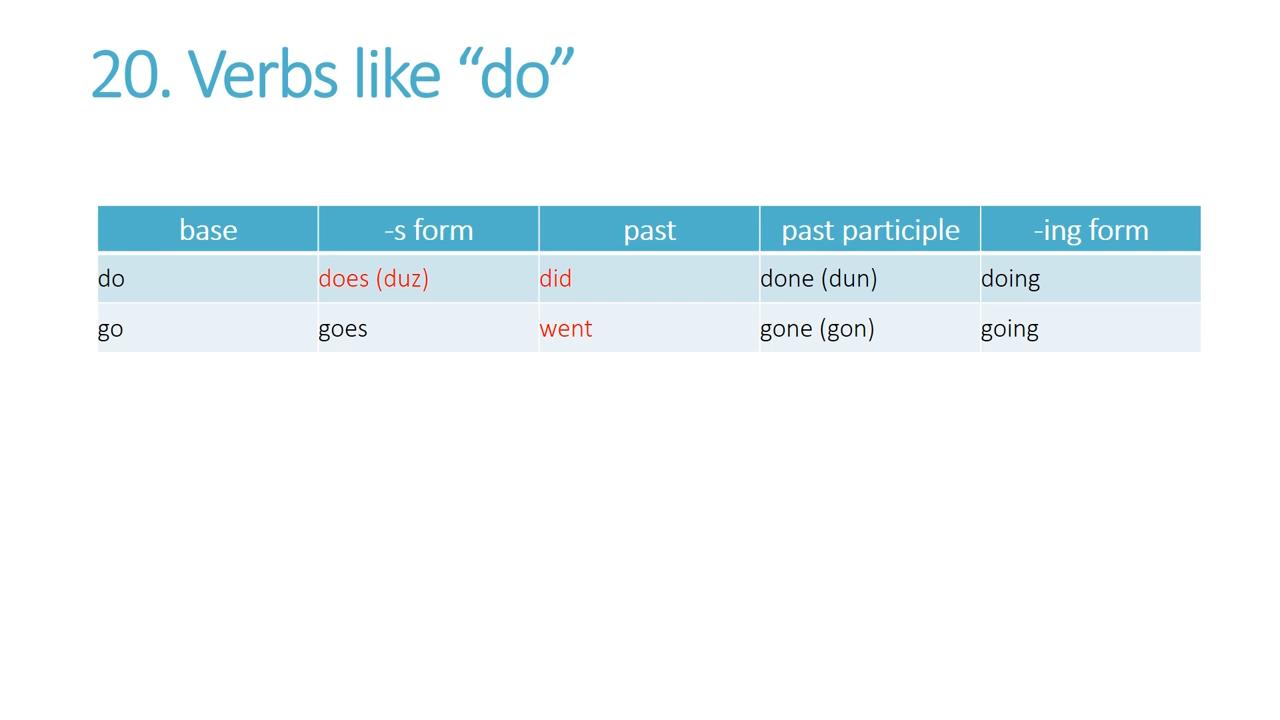 20. Verbs like “do”
base -s form past past participle -ing form
do does (duz) did done (dun) doing
go goes went gone (gon) going